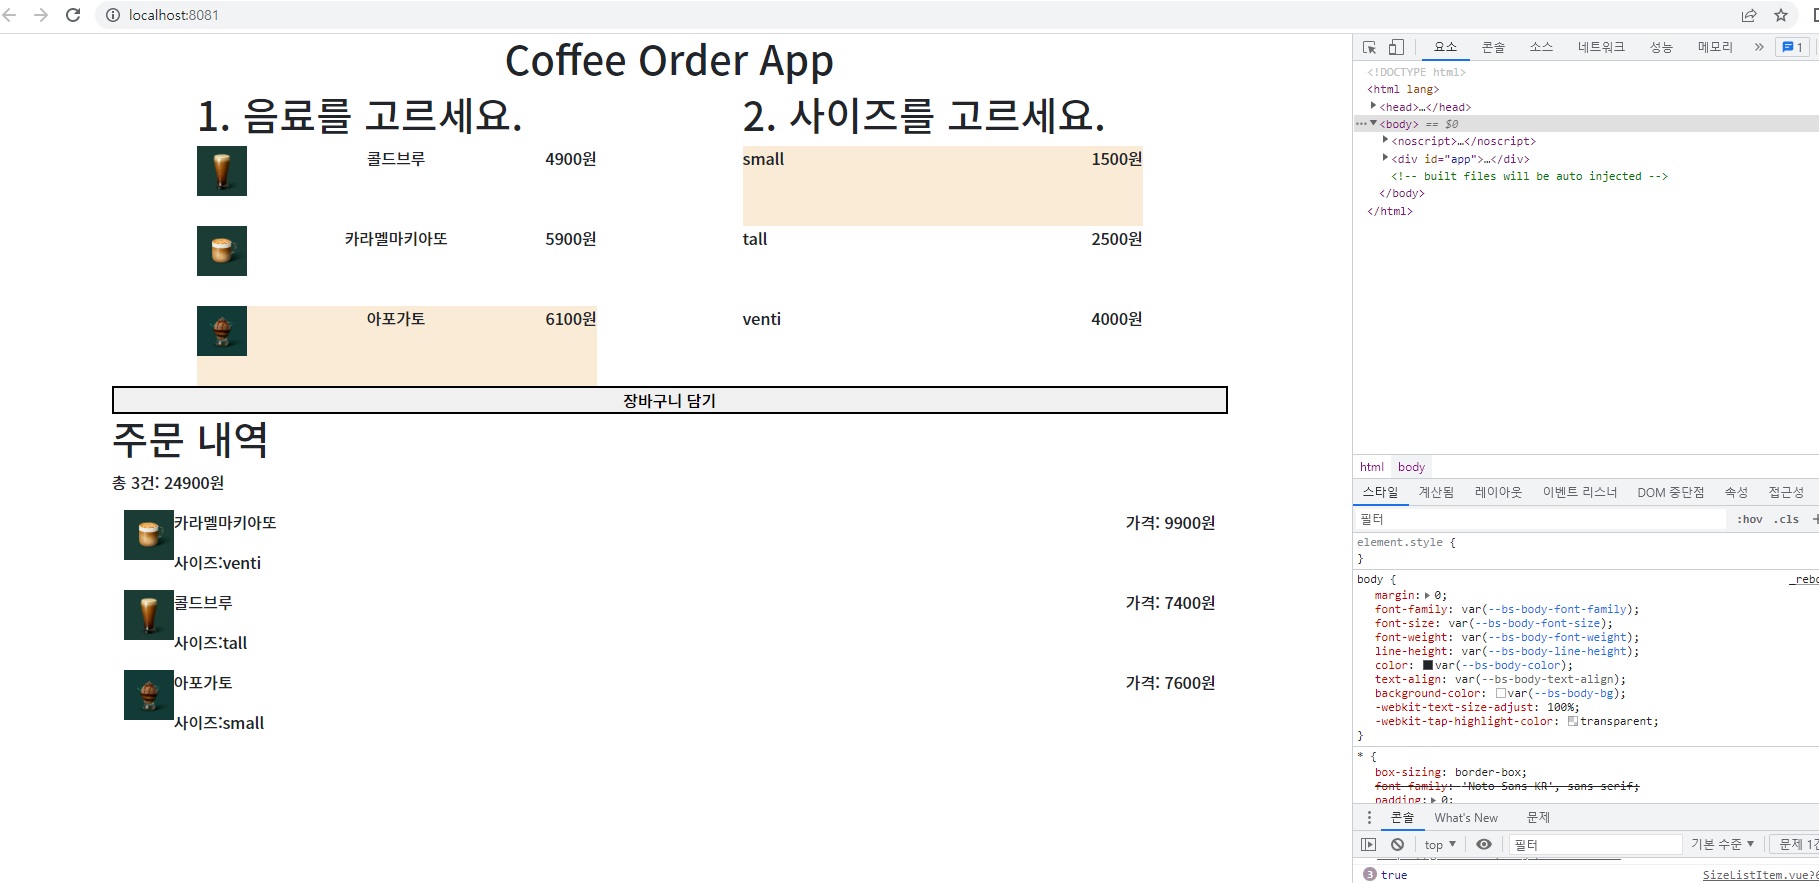 localhost:8081
Coffee Order App
1. 음료를 고르세요.
콜드브루 4900원
카라멜마키아또 5900원
아포가토 6100원
2. 사이즈를 고르세요.
small 1500원
tall 2500원
venti 4000원
장바구니 담기
주문 내역
총 3건: 24900원
카라멜마키아또 가격: 9900원
사이즈:venti
콜드브루 가격: 7400원
사이즈:tall
아포가토 가격: 7600원
사이즈:small
요소 콘솔 소스 네트워크 성능 메모리 » 1
<!DOCTYPE html>
<html lang>
<head>…</head>
<body> == $0
<noscript>…</noscript>
<div id="app">…</div>
<!-- built files will be auto injected -->
</body>
</html>
html body
스타일 계산됨 레이아웃 이벤트 리스너 DOM 중단점 속성 접근성
필터 :hov .cls +
element.style {
}
body { _rebo
margin: 0;
font-family: var(--bs-body-font-family);
font-size: var(--bs-body-font-size);
font-weight: var(--bs-body-font-weight);
line-height: var(--bs-body-line-height);
color: var(--bs-body-color);
text-align: var(--bs-body-text-align);
background-color: var(--bs-body-bg);
-webkit-text-size-adjust: 100%;
-webkit-tap-highlight-color: transparent;
}
* {
box-sizing: border-box;
font-family: 'Noto Sans KR', sans-serif;
padding: 0;
콘솔 What's New 문제
top 필터 기본 수준 문제 1건
3 true SizeListItem.vue?6